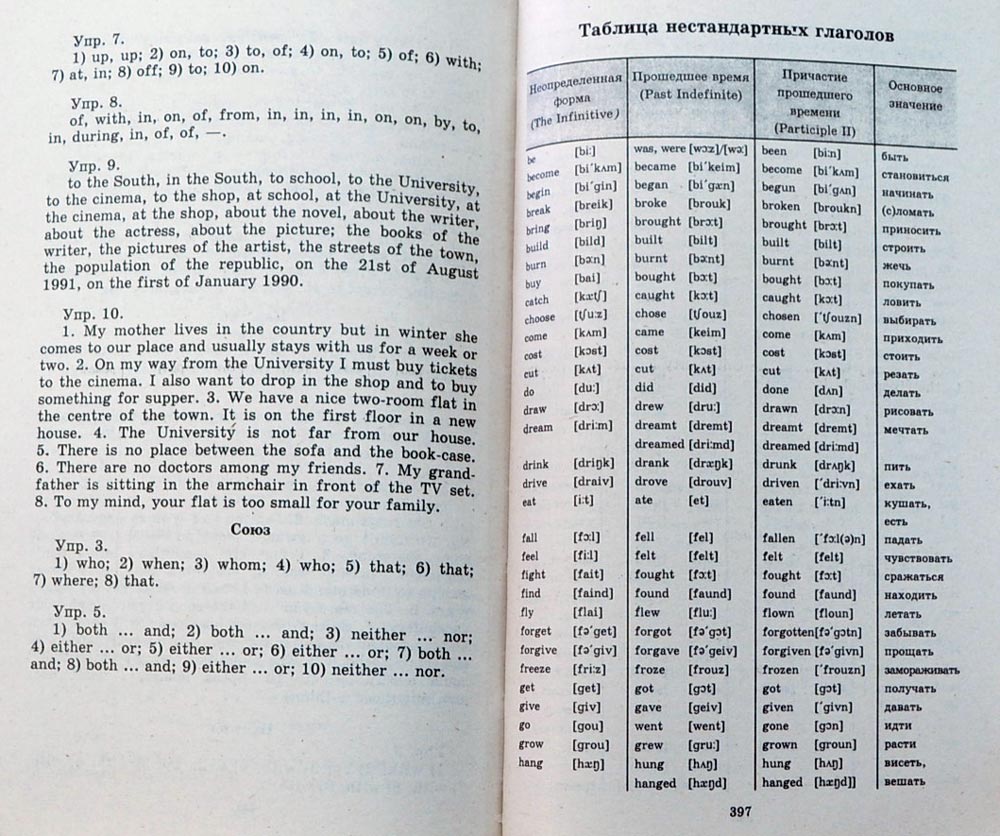 Упр. 7.
1) up, up; 2) on, to; 3) to, of; 4) on, to; 5) of; 6) with;
7) at, in; 8) off; 9) to; 10) on.
Упр. 8.
of, with, in, on, of, from, in, in, in, in, on, on, by, to,
in, during, in, of, of, —.
Упр. 9.
to the South, in the South, to school, to the University,
to the cinema, to the shop, at school, at the University, at
the cinema, at the shop, about the novel, about the writer,
about the actress, about the picture; the books of the
writer, the pictures of the artist, the streets of the town,
the population of the republic, on the 21st of August
1991, on the first of January 1990.
Упр. 10.
1. My mother lives in the country but in winter she
comes to our place and usually stays with us for a week or
two. 2. On my way from the University I must buy tickets
to the cinema. I also want to drop in the shop and to buy
something for supper. 3. We have a nice two-room flat in
the centre of the town. It is on the first floor in a new
house. 4. The University is not far from our house.
5. There is no place between the sofa and the book-case.
6. There are no doctors among my friends. 7. My grand-
father is sitting in the armchair in front of the TV set.
8. To my mind, your flat is too small for your family.
Союз
Упр. 3.
1) who; 2) when; 3) whom; 4) who; 5) that; 6) that;
7) where; 8) that.
Упр. 5.
1) both ... and; 2) both ... and; 3) neither ... nor;
4) either ... or; 5) either ... or; 6) either ... or; 7) both ...
and; 8) both ... and; 9) either ... or; 10) neither ... nor.
Таблица нестандартных глаголов
Неопределенная форма (The Infinitive) Прошедшее время (Past Indefinite) Причастие прошедшего времени (Participle II) Основное значение
be [bi:] was, were [wɔz]/[wə:] been [bi:n] быть
become [bi'kʌm] became [bi'keim] become [bi'kʌm] становиться
begin [bi'gin] began [bi'gæn] begun [bi'gʌn] начинать
break [breik] broke [brouk] broken [broukn] (с)ломать
bring [briŋ] brought [brɔ:t] brought [brɔ:t] приносить
build [bild] built [bilt] built [bilt] строить
burn [bə:n] burnt [bə:nt] burnt [bə:nt] жечь
buy [bai] bought [bɔ:t] bought [bɔ:t] покупать
catch [kætʃ] caught [kɔ:t] caught [kɔ:t] ловить
choose [tʃu:z] chose [tʃouz] chosen ['tʃouzn] выбирать
come [kʌm] came [keim] come [kʌm] приходить
cost [kɔst] cost [kɔst] cost [kɔst] стоить
cut [kʌt] cut [kʌt] cut [kʌt] резать
do [du:] did [did] done [dʌn] делать
draw [drɔ:] drew [dru:] drawn [drɔ:n] рисовать
dream [dri:m] dreamt [dremt] dreamt [dremt] мечтать
dreamed [dri:md] dreamed [dri:md]
drink [driŋk] drank [dræŋk] drunk [drʌŋk] пить
drive [draiv] drove [drouv] driven ['dri:vn] ехать
eat [i:t] ate [et] eaten ['i:tn] кушать,
есть
fall [fɔ:l] fell [fel] fallen ['fɔ:l(ə)n] падать
feel [fi:l] felt [felt] felt [felt] чувствовать
fight [fait] fought [fɔ:t] fought [fɔ:t] сражаться
find [faind] found [faund] found [faund] находить
fly [flai] flew [flu:] flown [floun] летать
forget [fə'get] forgot [fə'gɔt] forgotten [fə'gɔtn] забывать
forgive [fə'giv] forgave [fə'geiv] forgiven [fə'givn] прощать
freeze [fri:z] froze [frouz] frozen ['frouzn] замораживать
get [get] got [gɔt] got [gɔt] получать
give [giv] gave [geiv] given ['givn] давать
go [gou] went [went] gone [gɔn] идти
grow [grou] grew [gru:] grown [groun] расти
hang [hæŋ] hung [hʌŋ] hung [hʌŋ] висеть,
hanged [hæŋd] hanged [hæŋd]] вешать
397